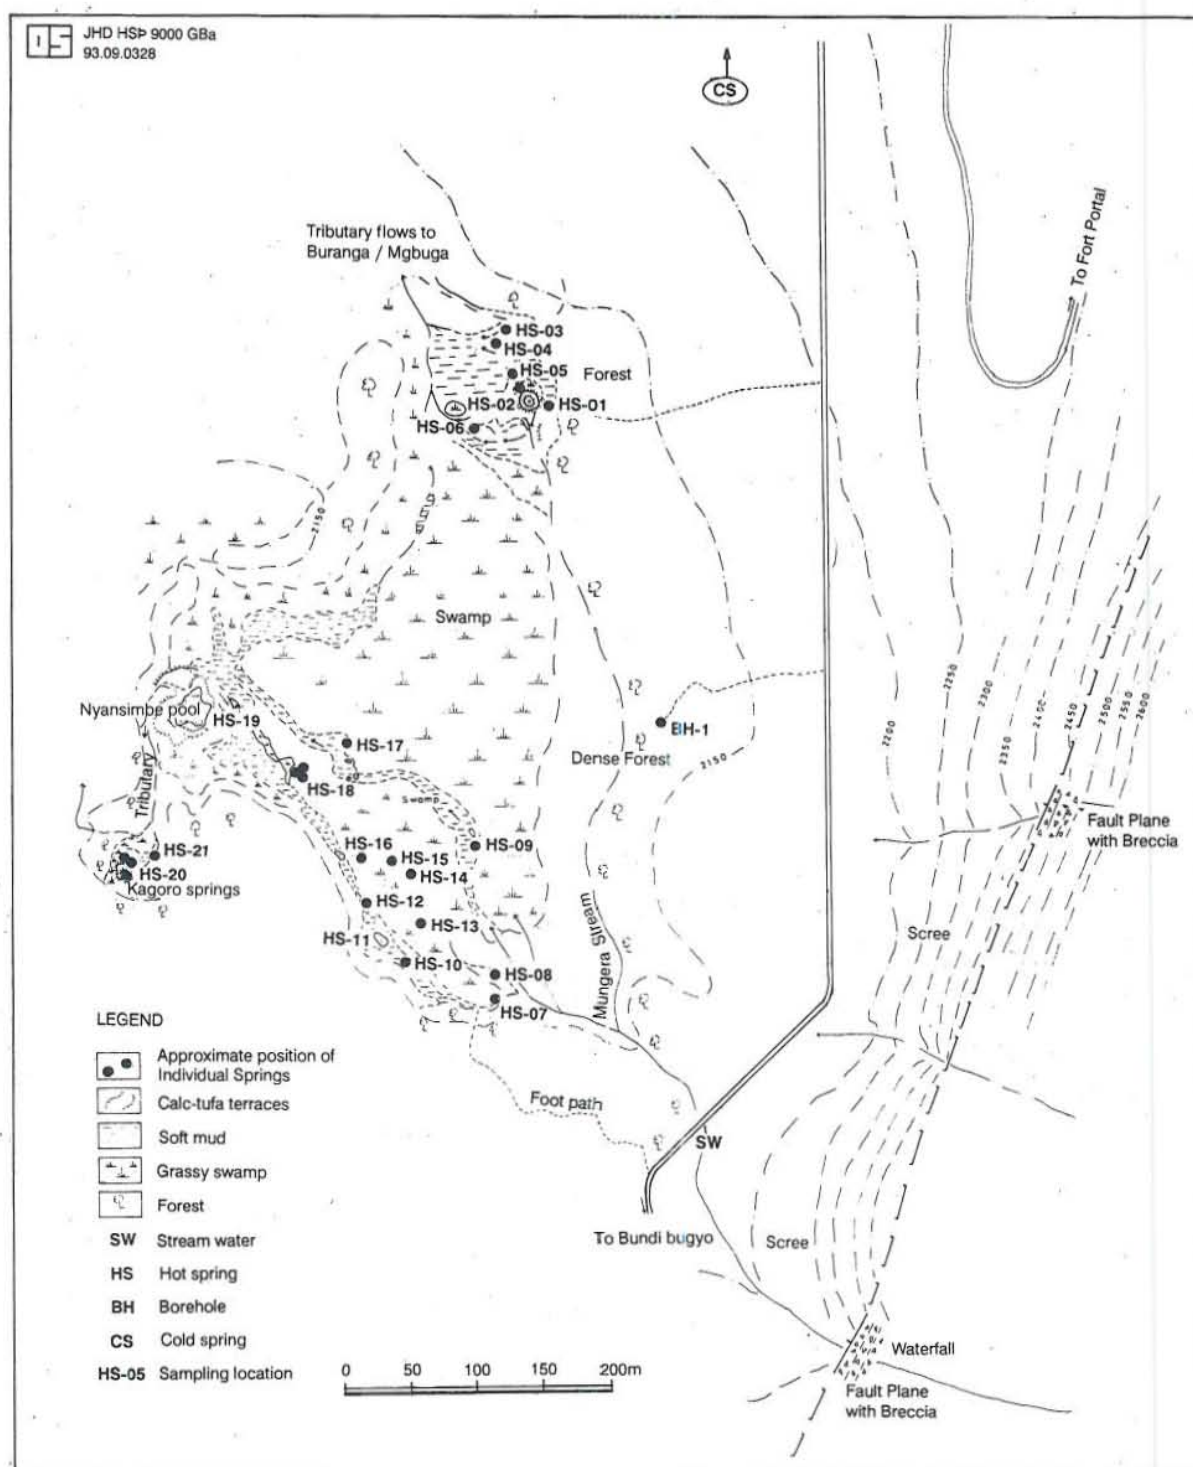 JHD HSÞ 9000 GBa
93.09.0328
CS
To Fort Portal
Tributary flows to
Buranga / Mgbuga
HS-03
HS-04
HS-05
Forest
HS-02
HS-01
HS-06
2150
Swamp
Nyansimbe pool
HS-19
HS-17
HS-18
BH-1
Dense Forest
2150
2200
2250
2300
2350
2400
2450
2500
2550
2600
Tributary
Swamp
Fault Plane
with Breccia
HS-16
HS-15
HS-09
HS-14
HS-21
HS-20
Kagoro springs
HS-12
HS-13
HS-11
HS-10
HS-08
HS-07
Mungera Stream
Scree
LEGEND
Approximate position of
Individual Springs
Calc-tufa terraces
Soft mud
Grassy swamp
Forest
SW Stream water
HS Hot spring
BH Borehole
CS Cold spring
HS-05 Sampling location
Foot path
SW
To Bundi bugyo
Scree
Waterfall
Fault Plane
with Breccia
0 50 100 150 200m